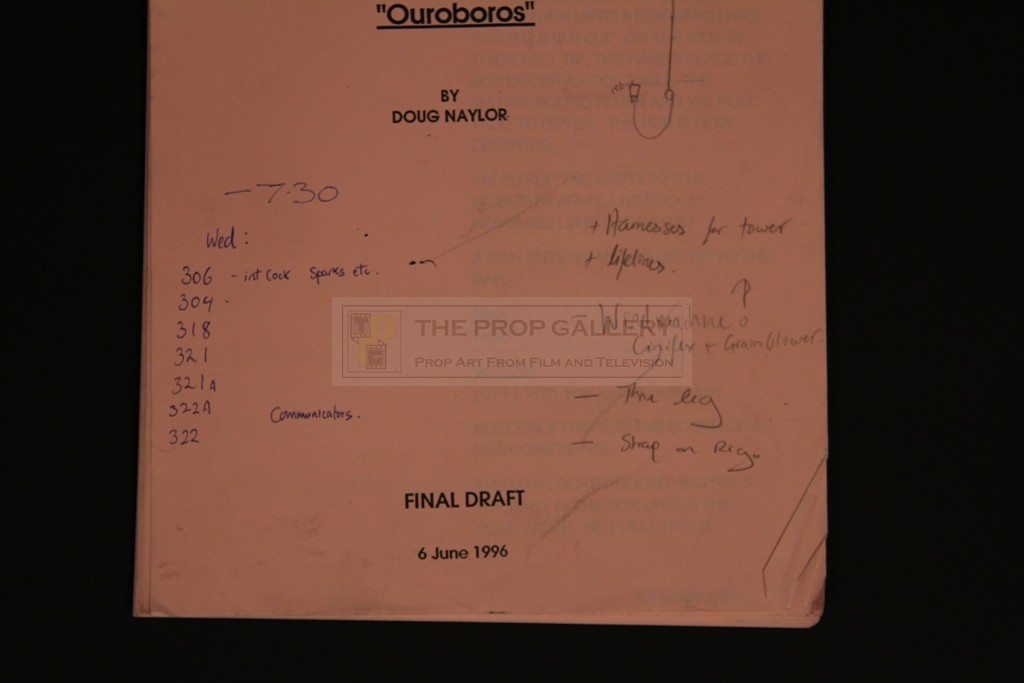 "Ouroboros"
BY
DOUG NAYLOR
– 7.30
Wed:
306 - int Cock Sparks etc.
304 -
318
321
321A
322A Communicators.
322
+ Harnesses for tower
+ lifelines.
?
THE PROP GALLERY
PROP ART FROM FILM AND TELEVISION
+ Grain blower.
– Thru leg
– Strap on Rig.
FINAL DRAFT
6 June 1996